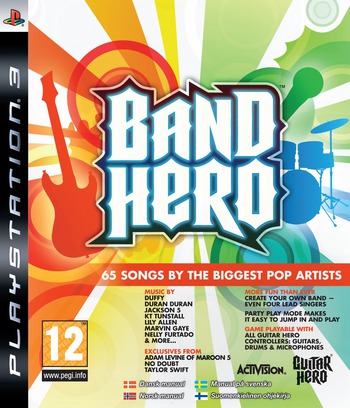 PLAYSTATION 3
BAND
HERO
™
65 SONGS BY THE BIGGEST POP ARTISTS
MUSIC BY
DUFFY
DURAN DURAN
JACKSON 5
KT TUNSTALL
LILY ALLEN
MARVIN GAYE
NELLY FURTADO
& MORE...
EXCLUSIVES FROM
ADAM LEVINE OF MAROON 5
NO DOUBT
TAYLOR SWIFT
MORE FUN THAN EVER
CREATE YOUR OWN BAND –
EVEN FOUR LEAD SINGERS
PARTY PLAY MODE MAKES
IT EASY TO JUMP IN AND PLAY
GAME PLAYABLE WITH
ALL GUITAR HERO
CONTROLLERS: GUITARS,
DRUMS & MICROPHONES
12
www.pegi.info
ACTIVISION.
GUITAR
HERO
Dansk manual
Manual på svenska
Norsk manual
Suomenkielinen ohjekirja